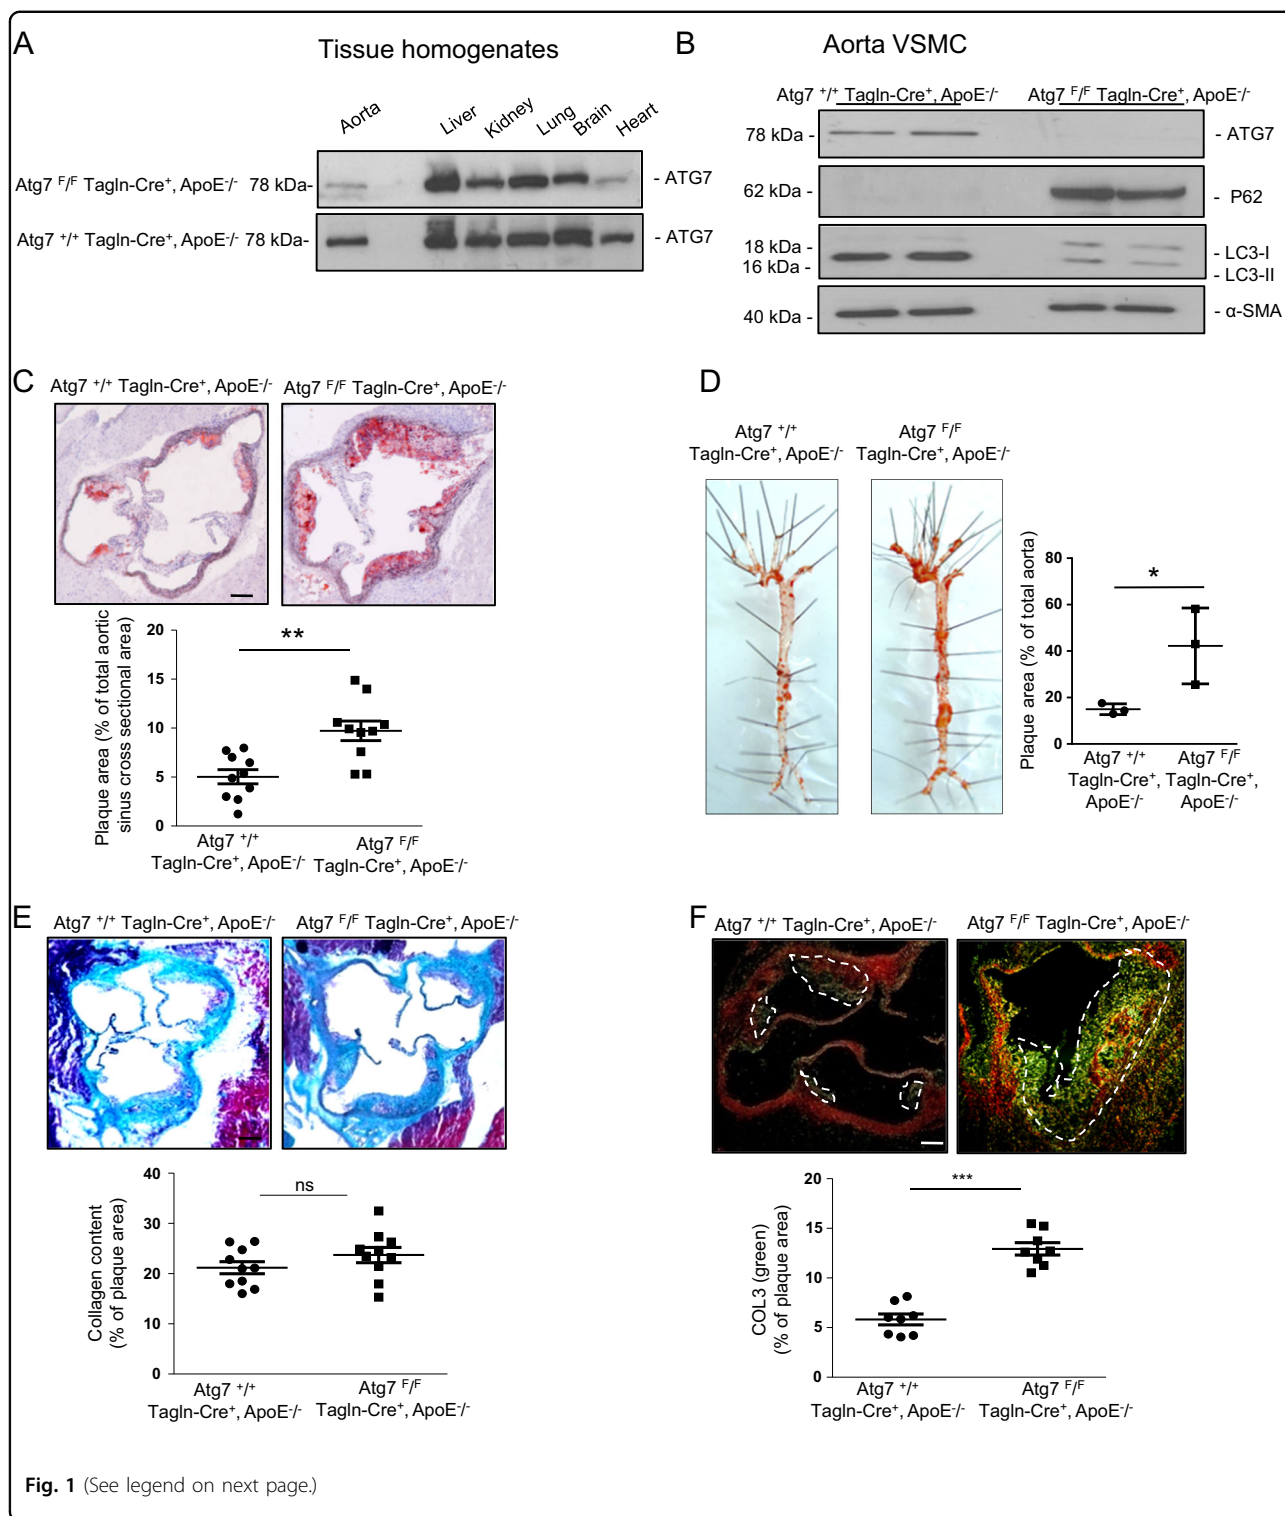 A
Tissue homogenates
Aorta
Liver
Kidney
Lung
Brain
Heart
Atg7 F/F Tagln-Cre+, ApoE-/- 78 kDa-
- ATG7
Atg7 +/+ Tagln-Cre+, ApoE-/- 78 kDa-
- ATG7
B
Aorta VSMC
Atg7 +/+ Tagln-Cre+, ApoE-/-
Atg7 F/F Tagln-Cre+, ApoE-/-
78 kDa -
- ATG7
62 kDa -
- P62
18 kDa -
- LC3-I
16 kDa -
- LC3-II
40 kDa -
- α-SMA
C
Atg7 +/+ Tagln-Cre+, ApoE-/-
Atg7 F/F Tagln-Cre+, ApoE-/-
Plaque area (% of total aortic
sinus cross sectional area)
20
15
10
5
0
**
Atg7 +/+
Tagln-Cre+, ApoE-/-
Atg7 F/F
Tagln-Cre+, ApoE-/-
D
Atg7 +/+
Tagln-Cre+, ApoE-/-
Atg7 F/F
Tagln-Cre+, ApoE-/-
Plaque area (% of total aorta)
80
60
40
20
0
*
Atg7 +/+
Tagln-Cre+,
ApoE-/-
Atg7 F/F
Tagln-Cre+,
ApoE-/-
E
Atg7 +/+ Tagln-Cre+, ApoE-/-
Atg7 F/F Tagln-Cre+, ApoE-/-
Collagen content
(% of plaque area)
40
30
20
10
0
ns
Atg7 +/+
Tagln-Cre+, ApoE-/-
Atg7 F/F
Tagln-Cre+, ApoE-/-
F
Atg7 +/+ Tagln-Cre+, ApoE-/-
Atg7 F/F Tagln-Cre+, ApoE-/-
COL3 (green)
(% of plaque area)
20
15
10
5
0
***
Atg7 +/+
Tagln-Cre+, ApoE-/-
Atg7 F/F
Tagln-Cre+, ApoE-/-
Fig. 1 (See legend on next page.)